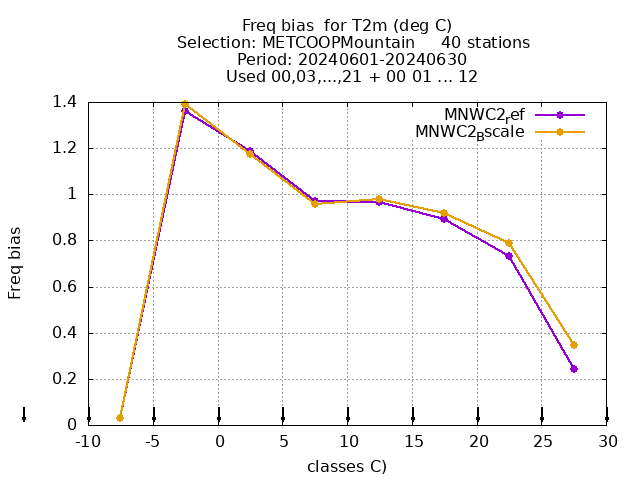 Freq bias  for T2m (deg C)
Selection: METCOOPMountain     40 stations
Period: 20240601-20240630
Used 00,03,...,21 + 00 01 ... 12
MNWC2ref
MNWC2Bscale
1.4
1.2
1
0.8
0.6
0.4
0.2
0
Freq bias
-10 -5 0 5 10 15 20 25 30
classes C)